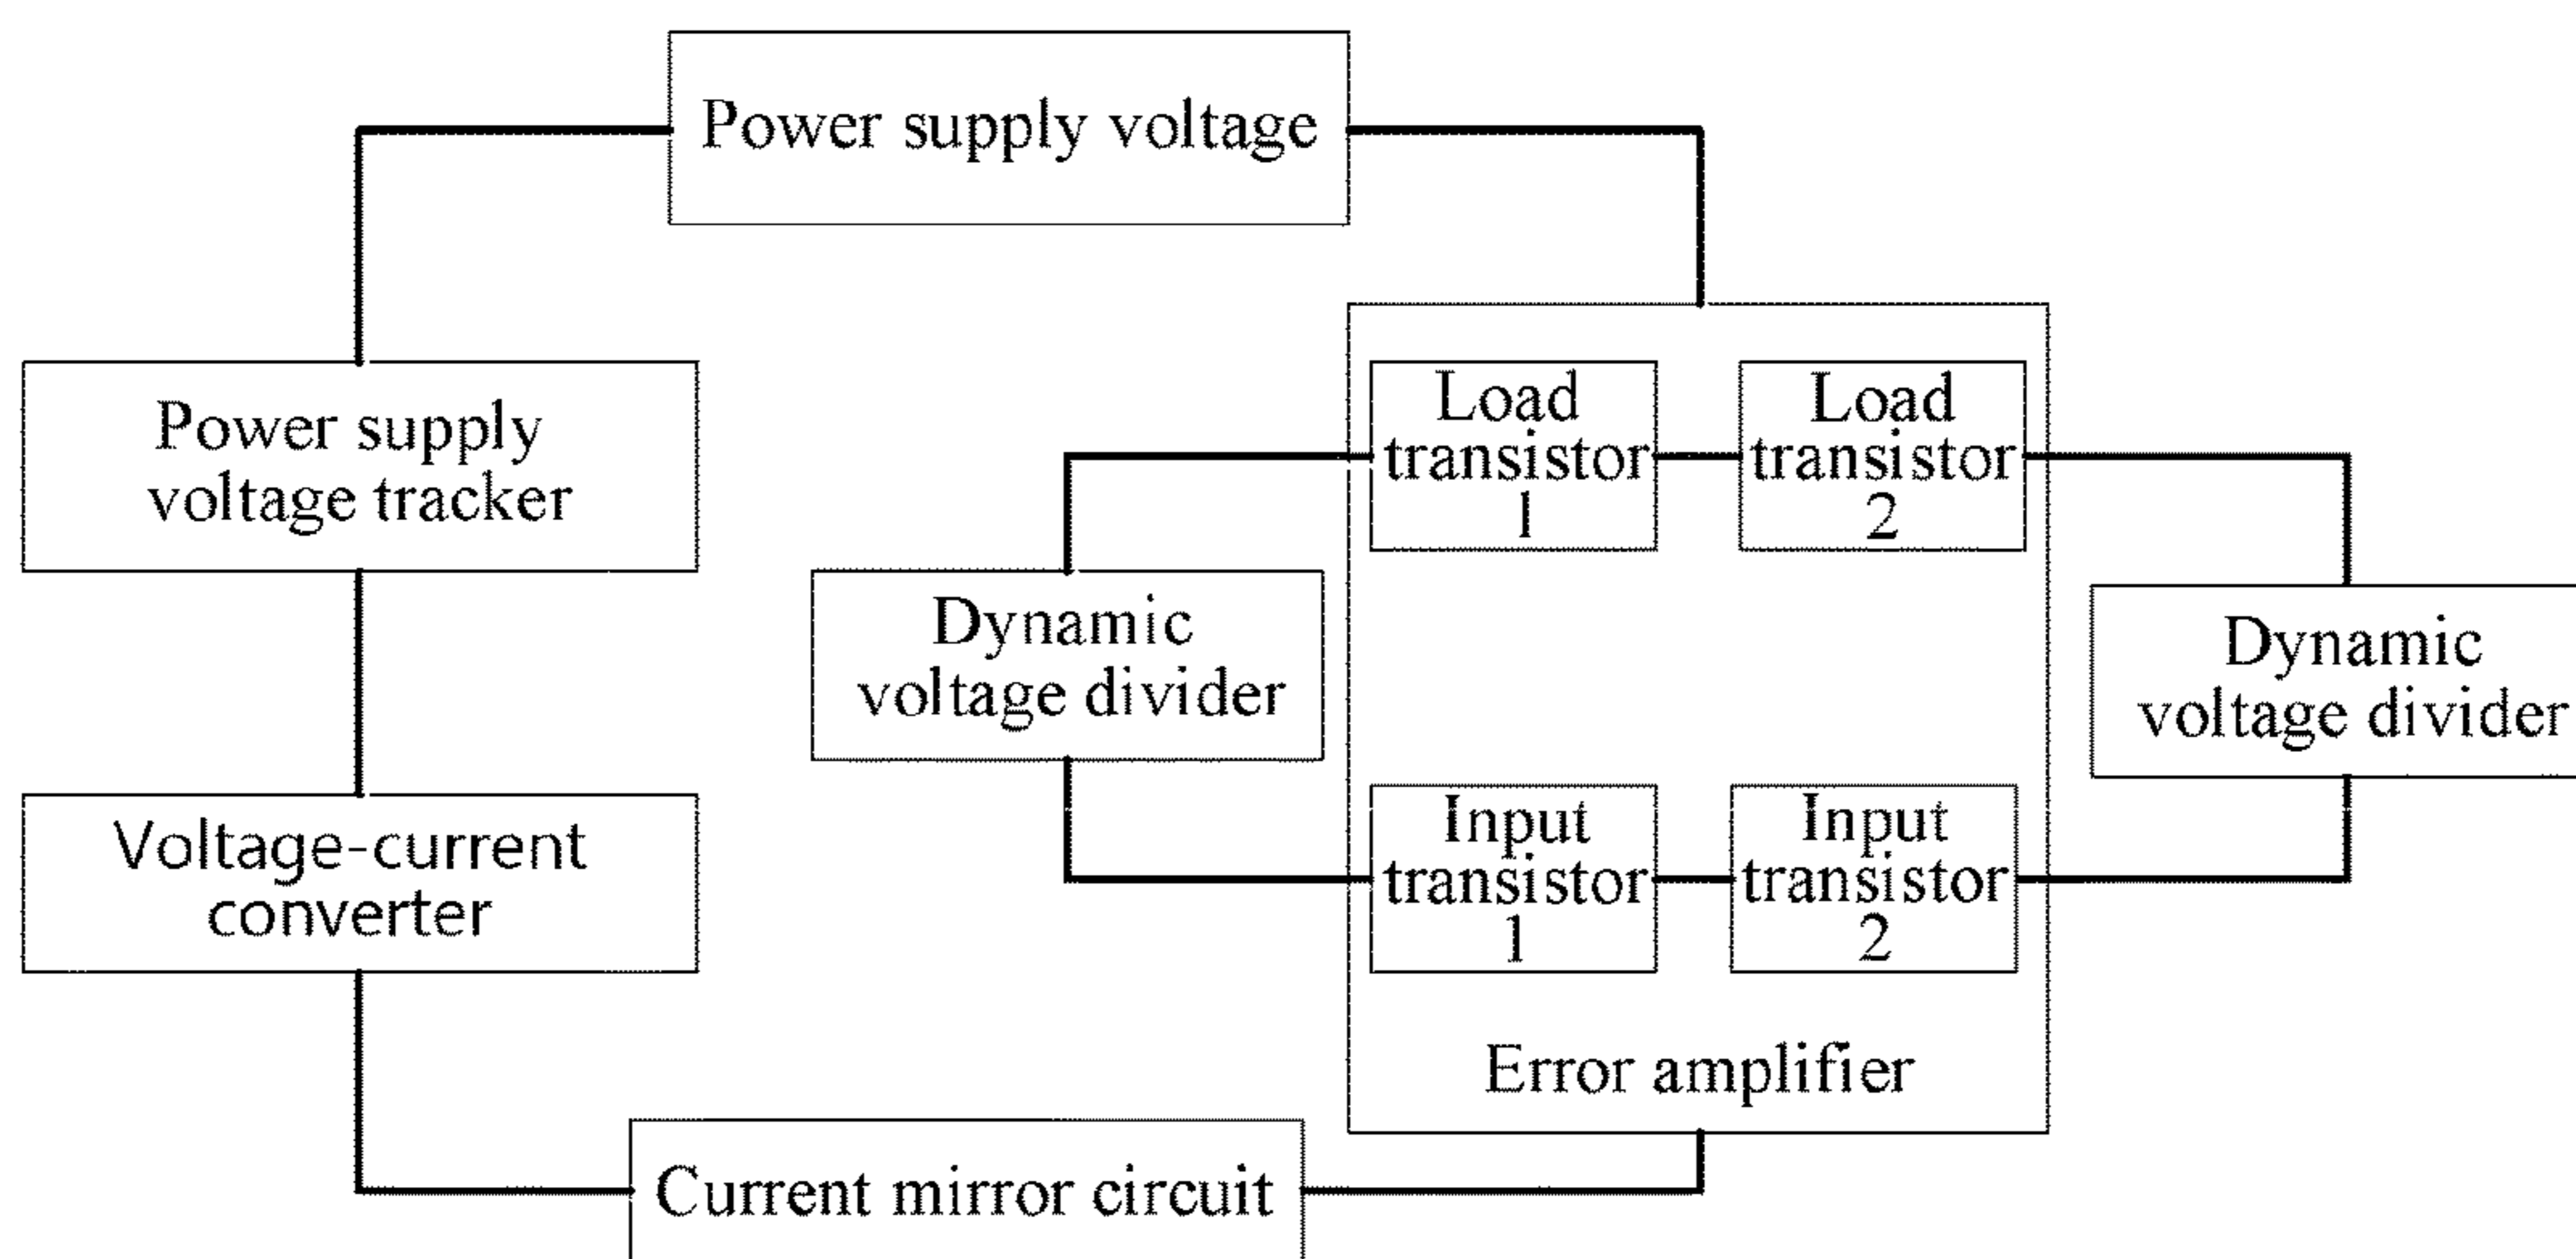 Power supply voltage
Power supply
voltage tracker
Load
transistor
1
Load
transistor
2
Dynamic
voltage divider
Dynamic
voltage divider
Voltage-current
converter
Input
transistor
1
Input
transistor
2
Error amplifier
Current mirror circuit